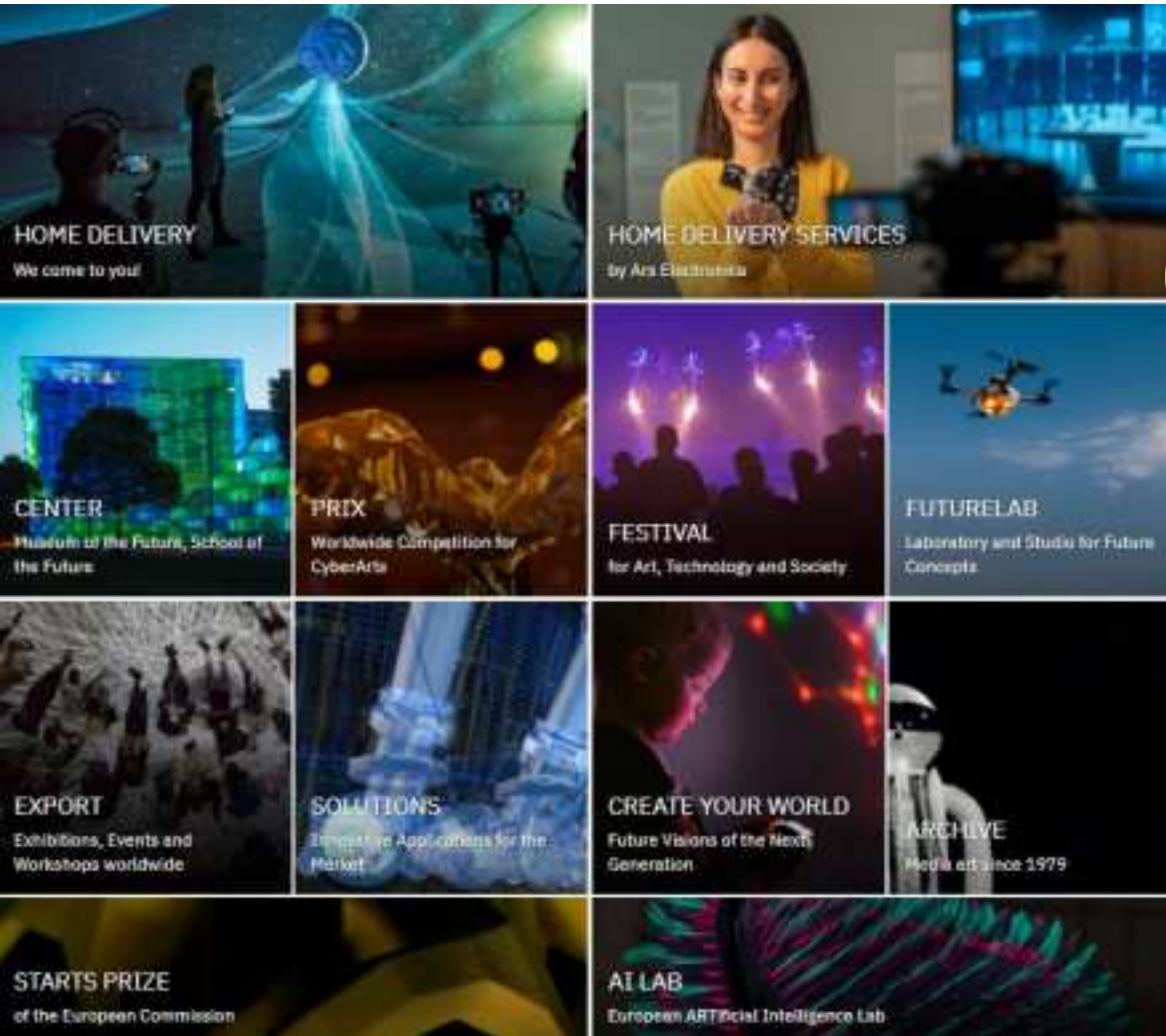 HOME DELIVERY
We come to you!
HOME DELIVERY SERVICES
by Ars Electronica
CENTER
Museum of the Future, School of
the Future
PRIX
Worldwide Competition for
CyberArts
FESTIVAL
for Art, Technology and Society
FUTURELAB
Laboratory and Studio for Future
Concepts
EXPORT
Exhibitions, Events and
Workshops worldwide
SOLUTIONS
Innovative Applications for the
Market
CREATE YOUR WORLD
Future Visions of the Next
Generation
ARCHIVE
Media art since 1979
STARTS PRIZE
of the European Commission
AI LAB
European ARTificial Intelligence Lab